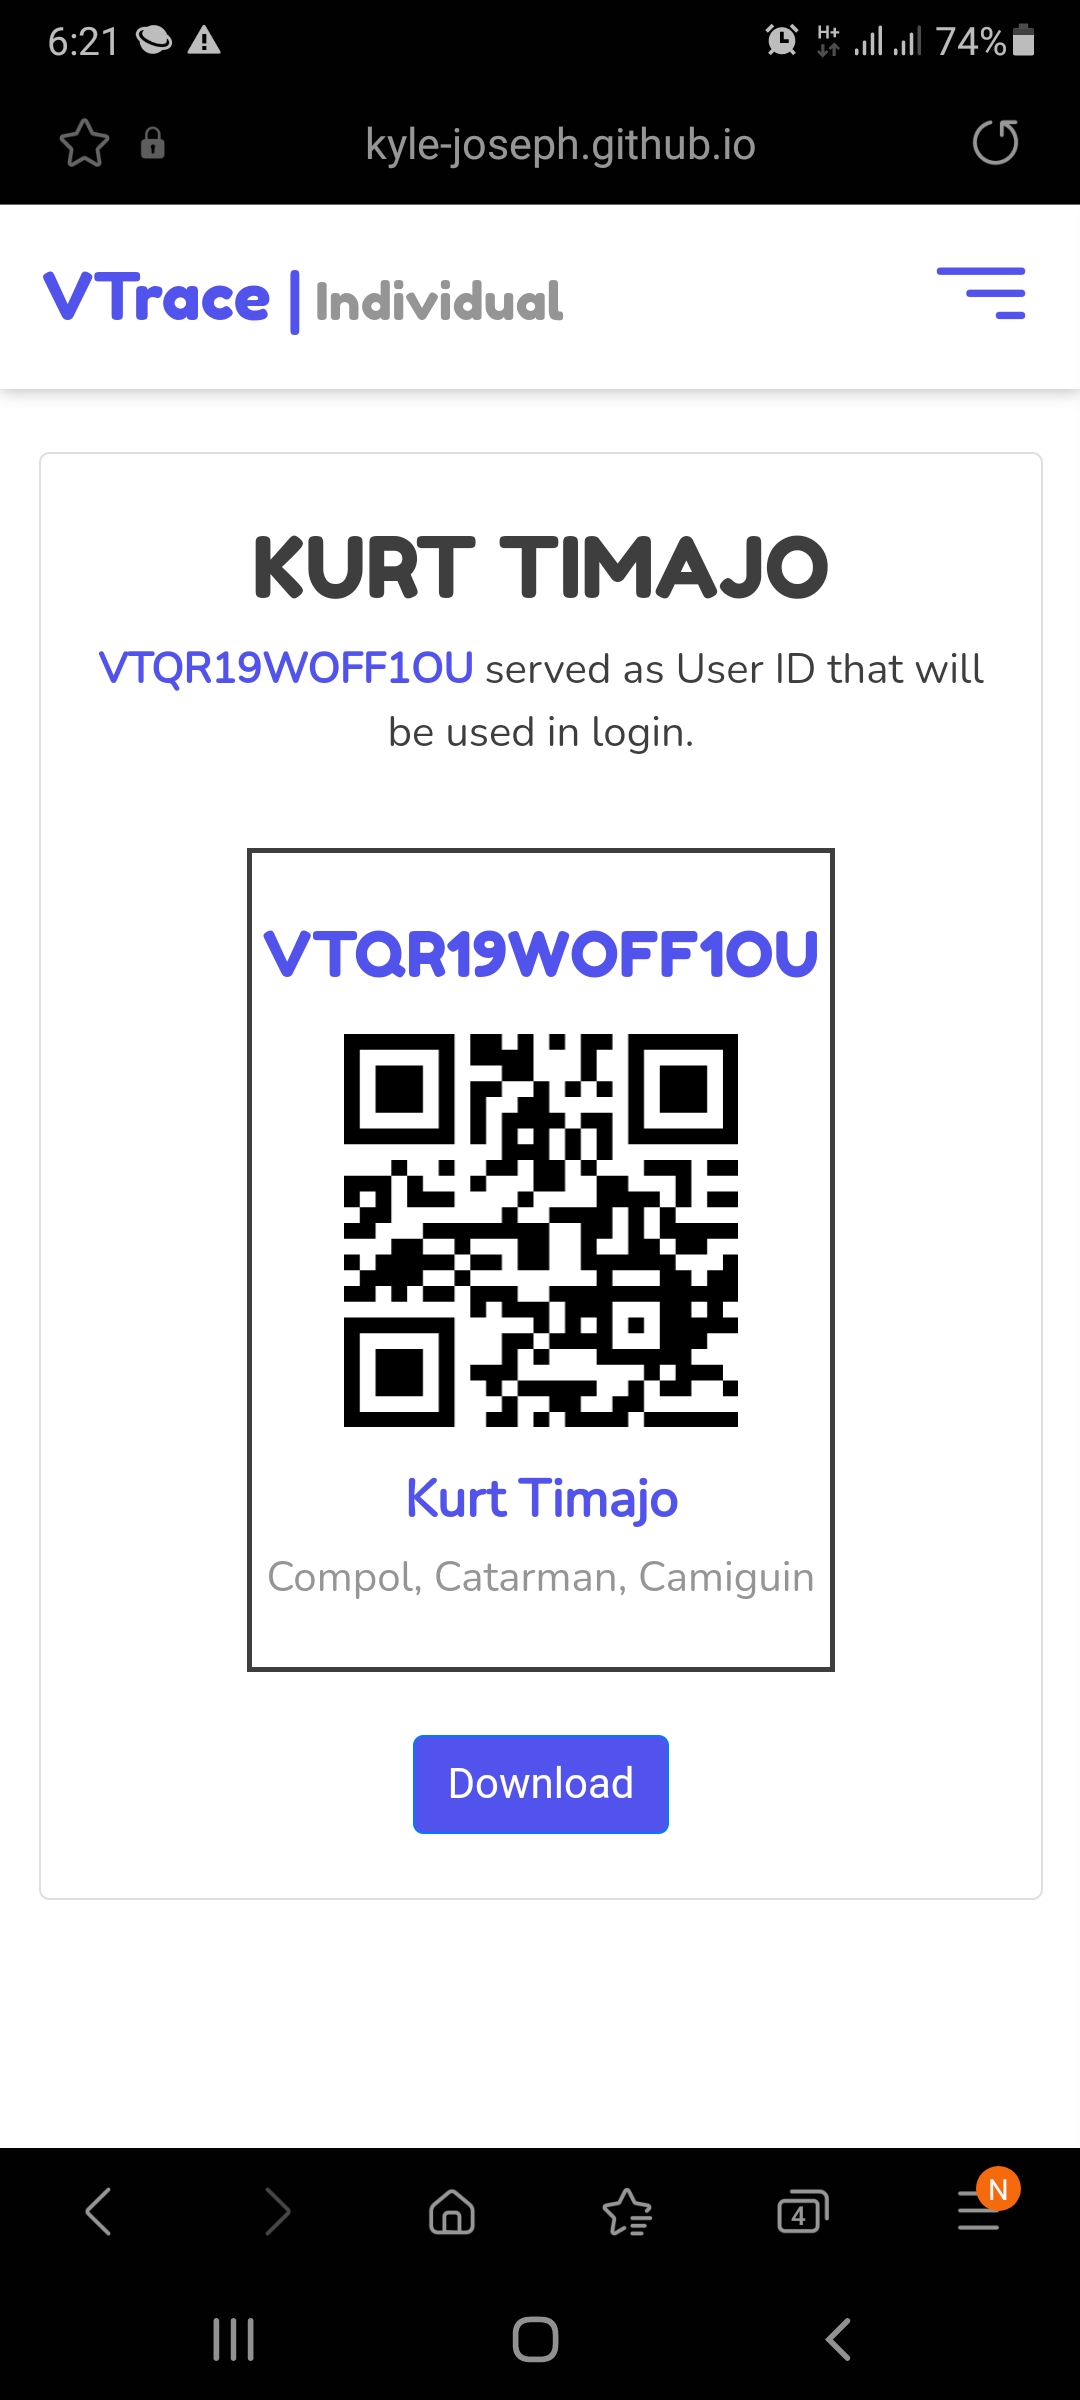 6:21 H+ 74%
kyle-joseph.github.io
VTrace | Individual
KURT TIMAJO
VTQR19WOFF1OU served as User ID that will
be used in login.
VTQR19WOFF1OU
Kurt Timajo
Compol, Catarman, Camiguin
Download
4 N